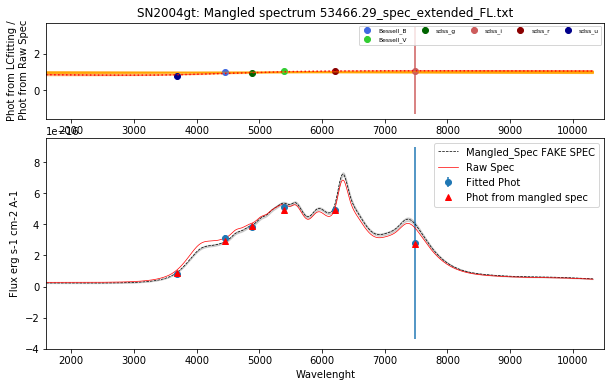 SN2004gt: Mangled spectrum 53466.29_spec_extended_FL.txt
Phot from LCfitting /
Phot from Raw Spec
2
0
Bessell_B
Bessell_V
sdss_g
sdss_i
sdss_r
sdss_u
2000 3000 4000 5000 6000 7000 8000 9000 10000
1e−16
Flux erg s-1 cm-2 A-1
8
6
4
2
0
−2
−4
Mangled_Spec FAKE SPEC
Raw Spec
Fitted Phot
Phot from mangled spec
2000 3000 4000 5000 6000 7000 8000 9000 10000
Wavelenght